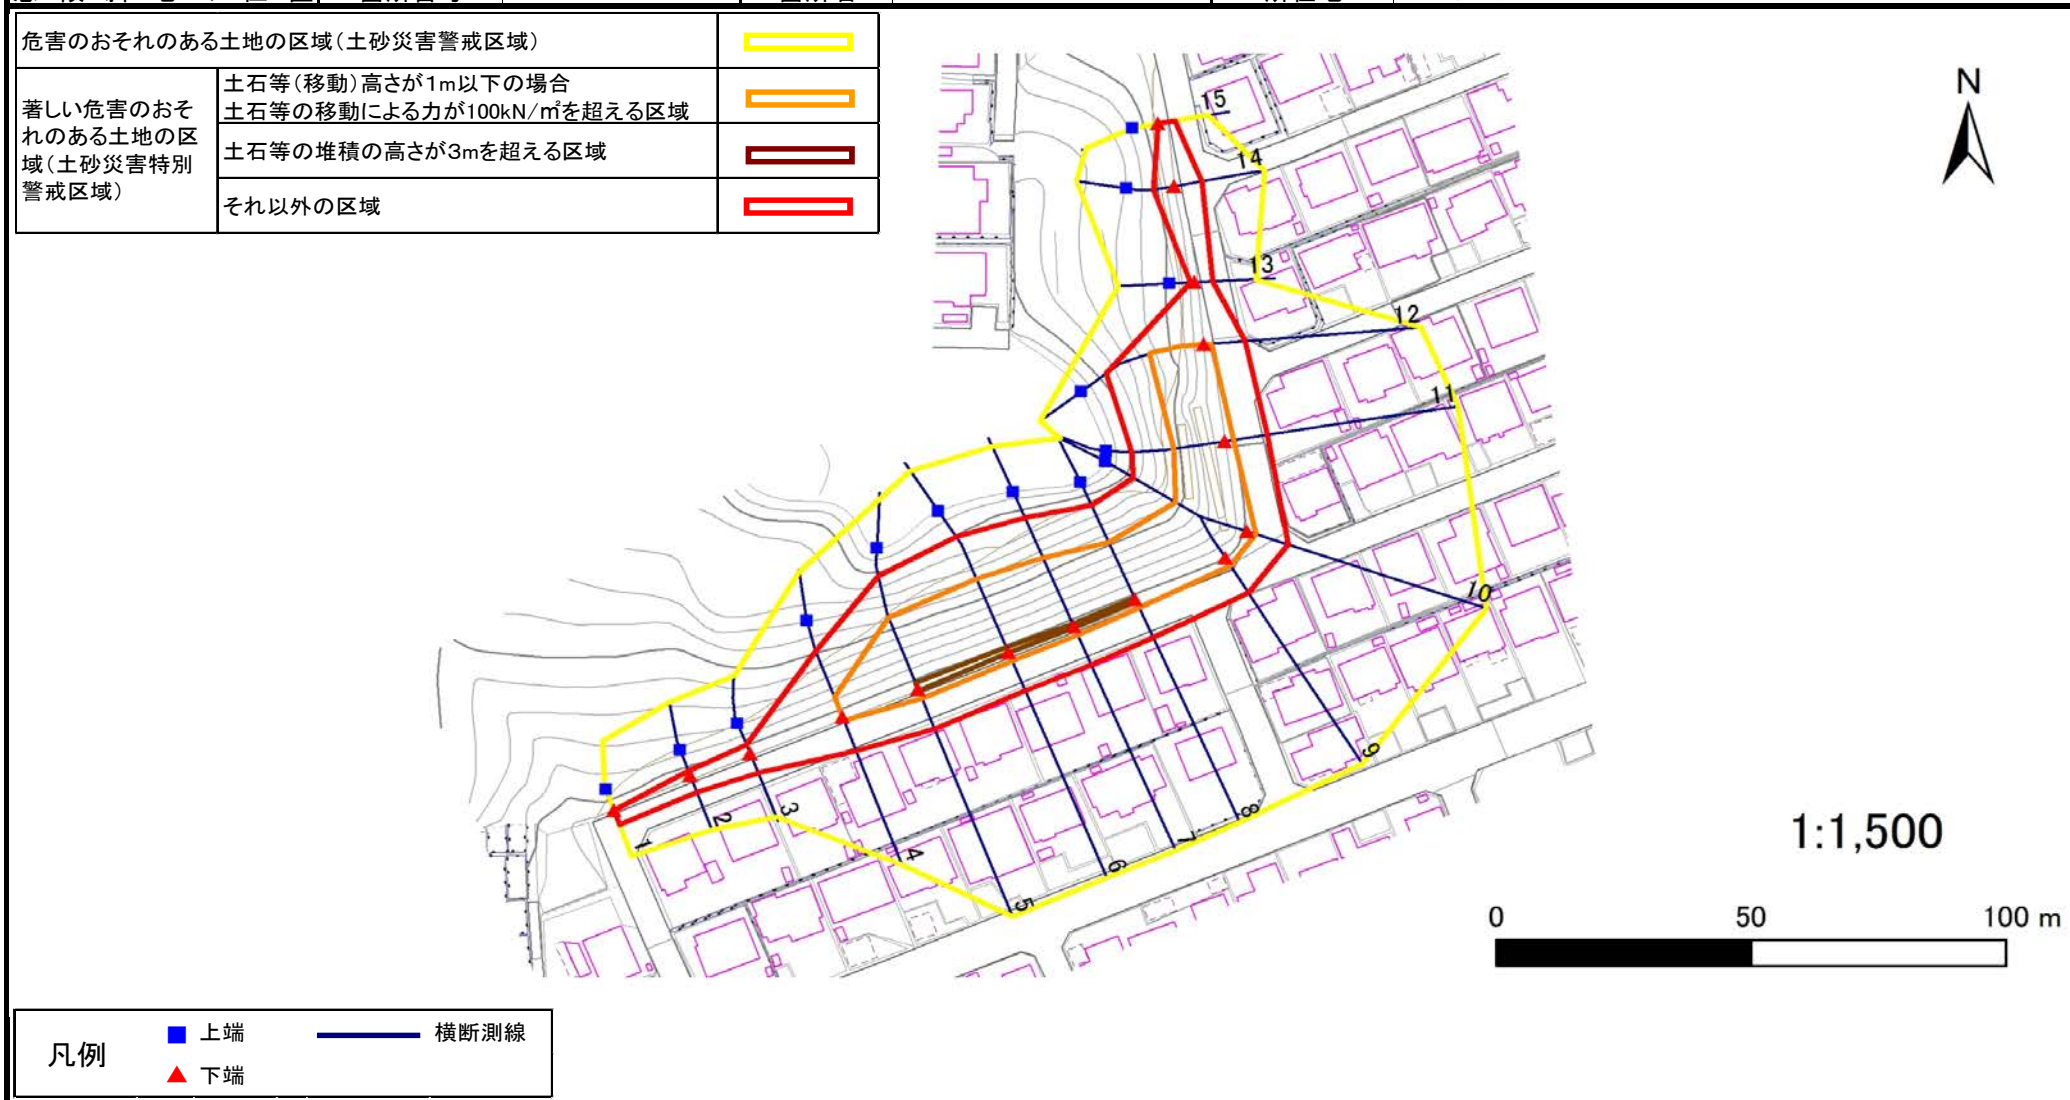 危害のおそれのある土地の区域(土砂災害警戒区域)
著しい危害のおそ
れのある土地の区
域(土砂災害特別
警戒区域)
土石等(移動)高さが1m以下の場合
土石等の移動による力が100kN/㎡を超える区域
土石等の堆積の高さが3mを超える区域
それ以外の区域
N
15
14
13
12
11
10
9
8
7
6
5
4
3
2
1
1:1,500
0 50 100 m
凡例
上端
横断測線
下端